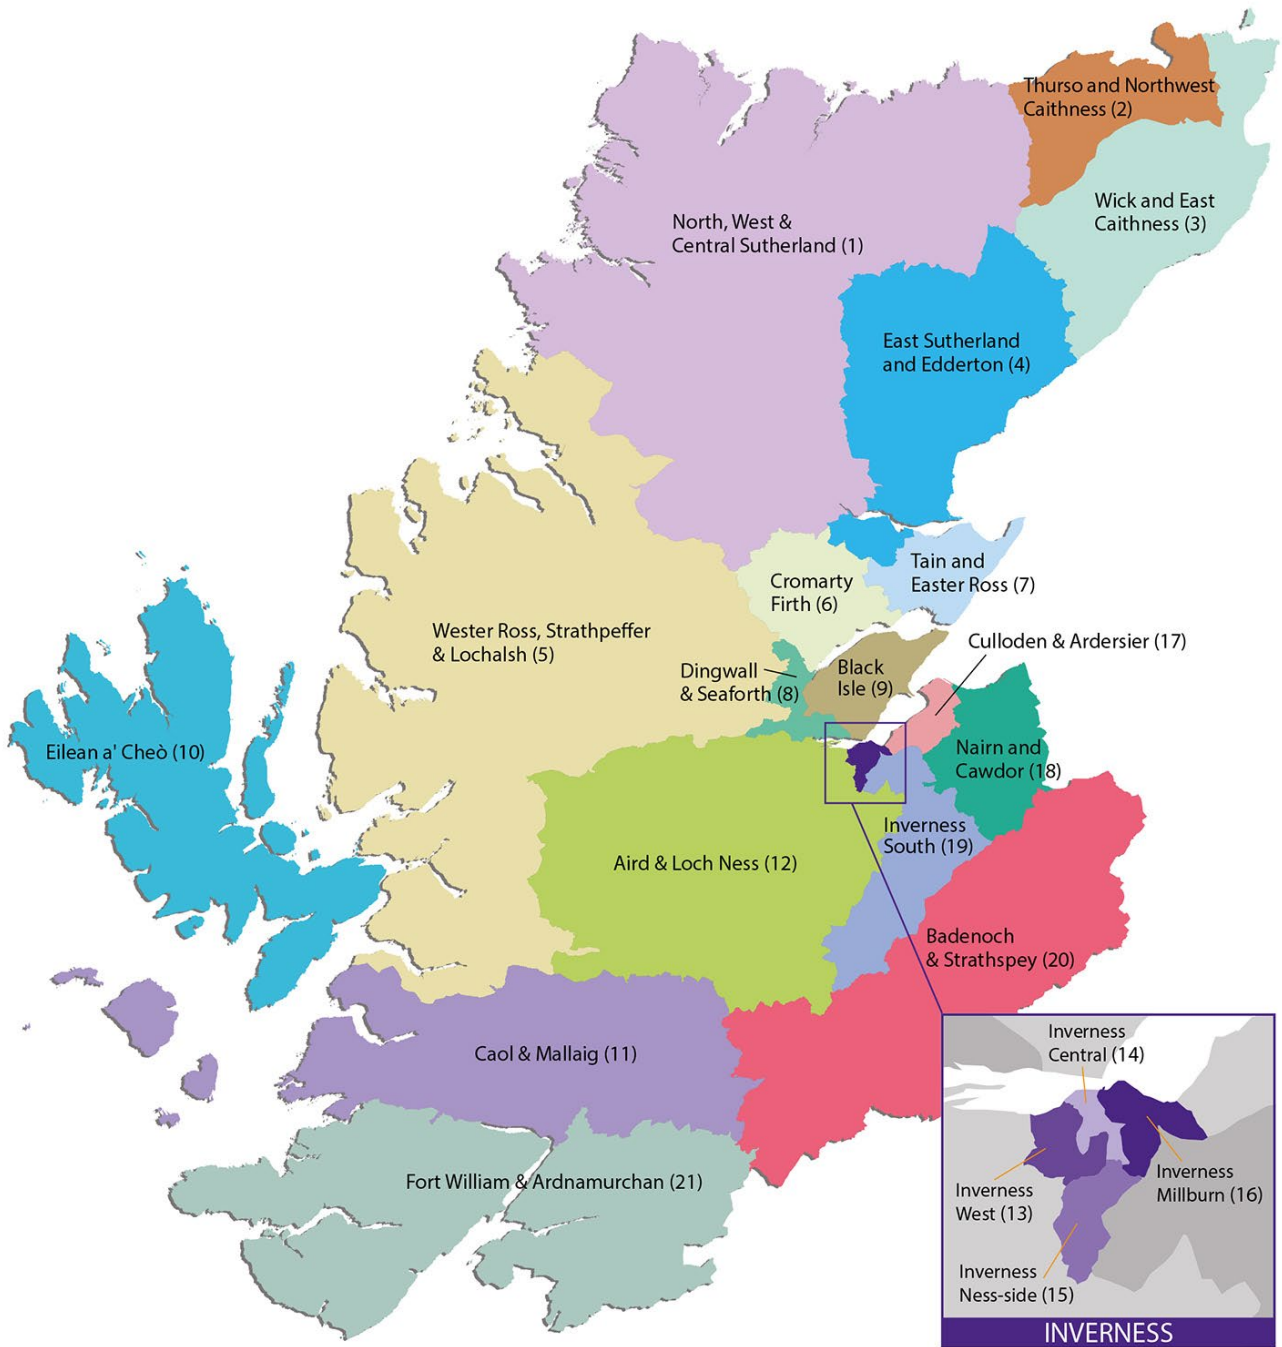 Thurso and Northwest
Caithness (2)
Wick and East
Caithness (3)
North, West &
Central Sutherland (1)
East Sutherland
and Edderton (4)
Tain and
Easter Ross (7)
Cromarty
Firth (6)
Wester Ross, Strathpeffer
& Lochalsh (5)
Culloden & Ardersier (17)
Dingwall
& Seaforth (8)
Black
Isle (9)
Eilean a' Cheò (10)
Nairn and
Cawdor (18)
Inverness
South (19)
Aird & Loch Ness (12)
Badenoch
& Strathspey (20)
Caol & Mallaig (11)
Fort William & Ardnamurchan (21)
Inverness
Central (14)
Inverness
Millburn (16)
Inverness
West (13)
Inverness
Ness-side (15)
INVERNESS